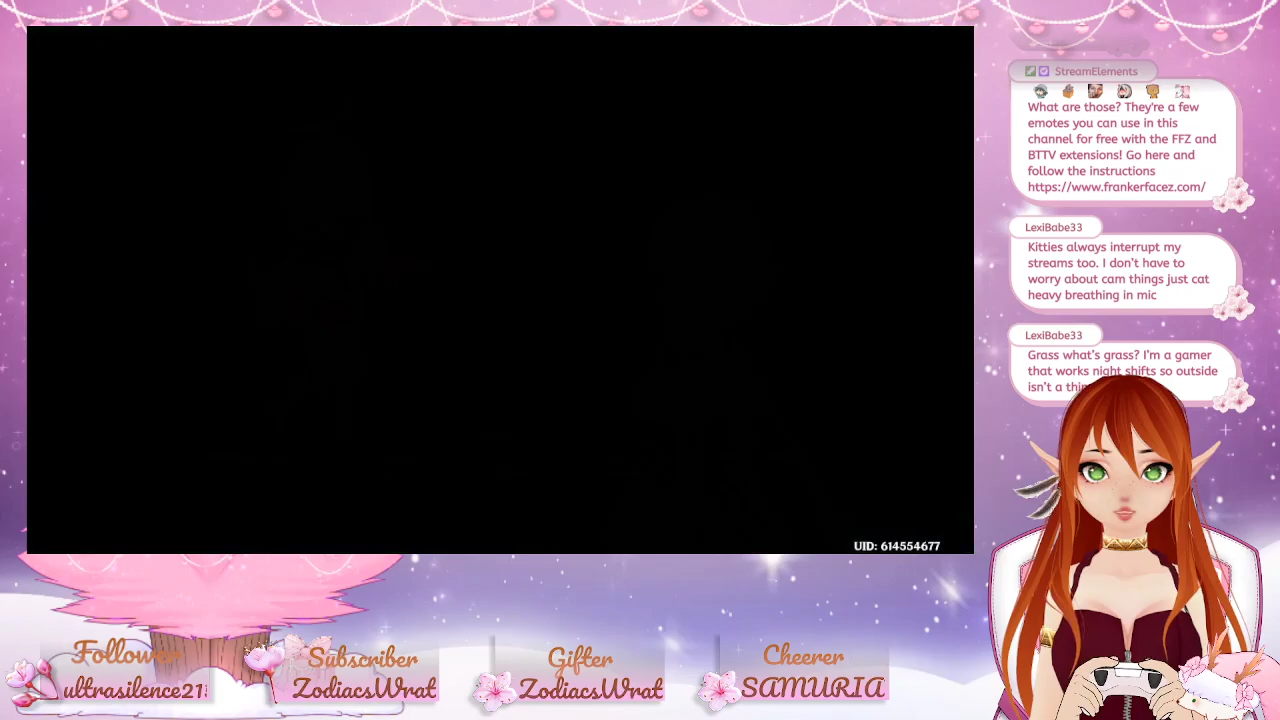 StreamElements
What are those? They're a few
emotes you can use in this
channel for free with the FFZ and
BTTV extensions! Go here and
follow the instructions
https://www.frankerfacez.com/
LexiBabe33
Kitties always interrupt my
streams too. I don't have to
worry about cam things just cat
heavy breathing in mic
LexiBabe33
Grass what's grass? I'm a gamer
that works night shifts so outside
isn't a
UID: 614554677
Follower
ultrasilence21
Subscriber
ZodiacsWrat
Gifter
ZodiacsWrat
Cheerer
SAMURIA